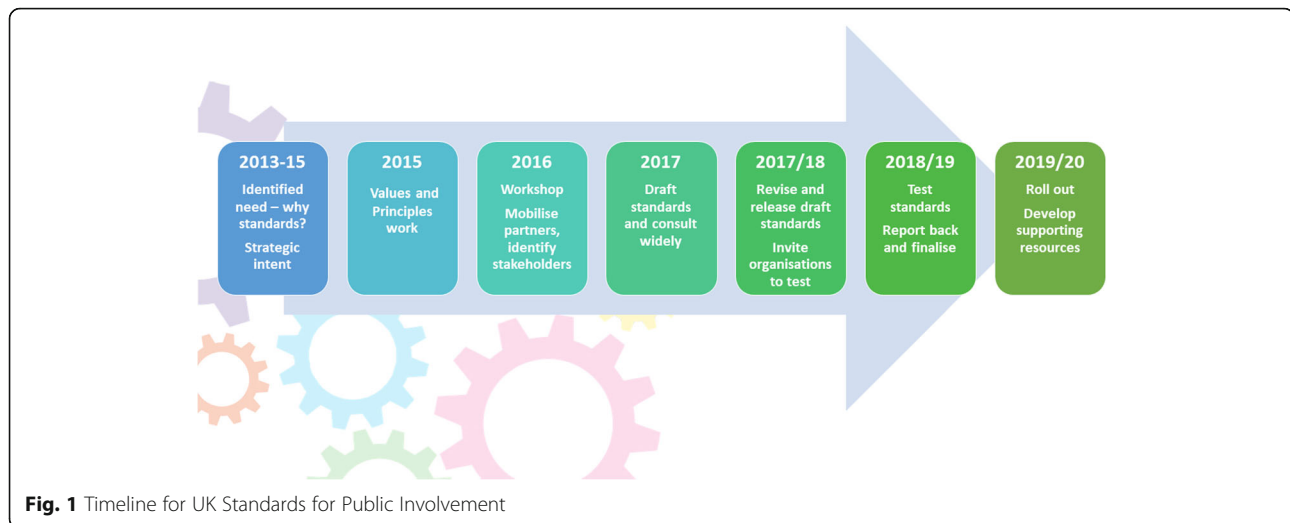 2013-15
Identified
need – why
standards?
Strategic
intent
2015
Values and
Principles
work
2016
Workshop
Mobilise
partners,
identify
stakeholders
2017
Draft
standards
and consult
widely
2017/18
Revise and
release draft
standards
Invite
organisations
to test
2018/19
Test
standards
Report back
and finalise
2019/20
Roll out
Develop
supporting
resources
Fig. 1 Timeline for UK Standards for Public Involvement